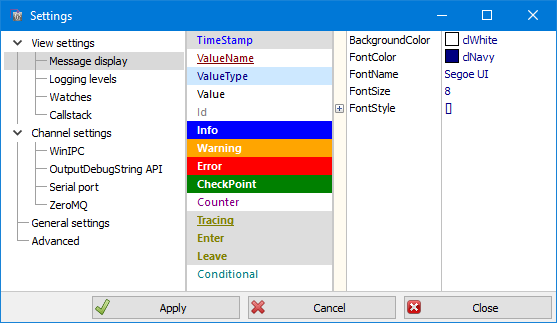 Settings
View settings
Message display
Logging levels
Watches
Callstack
Channel settings
WinIPC
OutputDebugString API
Serial port
ZeroMQ
General settings
Advanced
TimeStamp
ValueName
ValueType
Value
Id
Info
Warning
Error
CheckPoint
Counter
Tracing
Enter
Leave
Conditional
BackgroundColor clWhite
FontColor clNavy
FontName Segoe UI
FontSize 8
FontStyle []
Apply Cancel Close